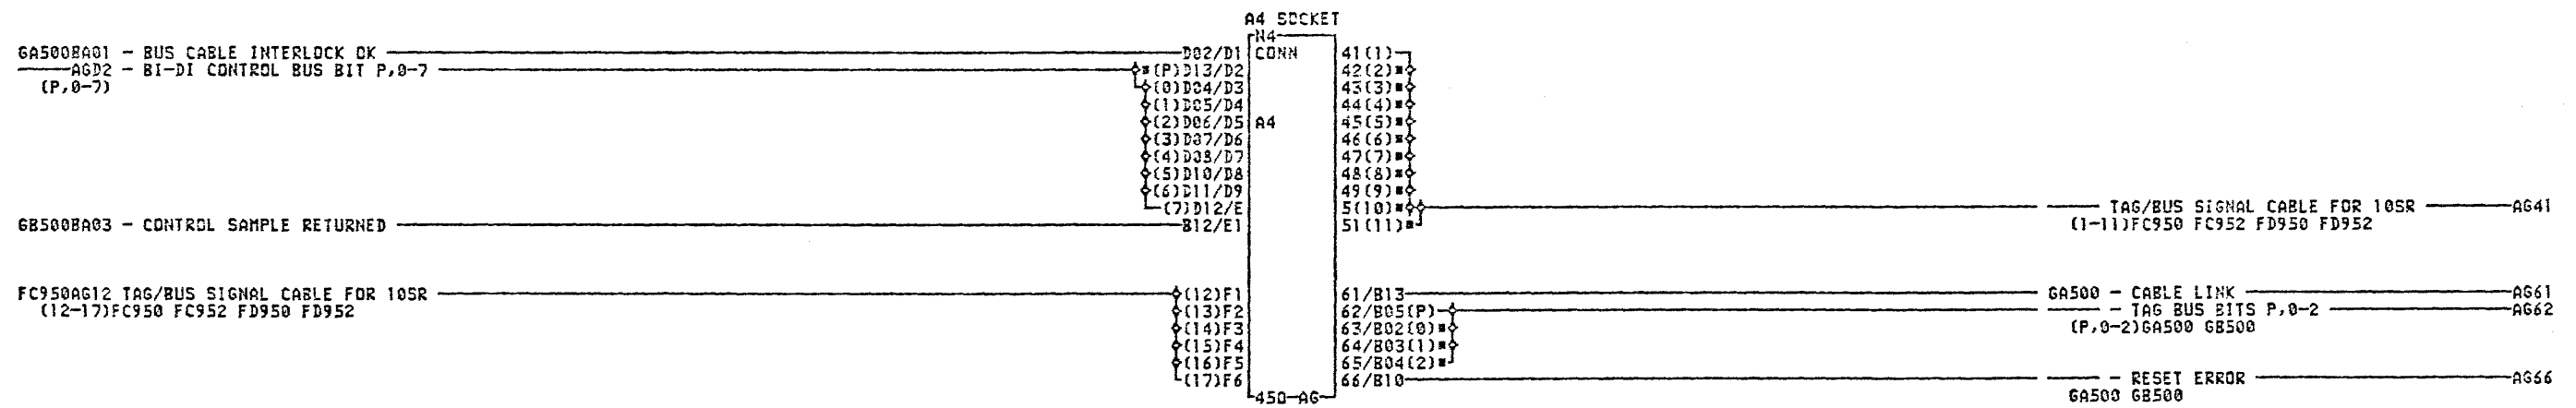 A4 SOCKET
N4
GA500BA01 - BUS CABLE INTERLOCK OK D02/D1 CONN 41(1)
AGD2 - BI-DI CONTROL BUS BIT P,0-7 (P)D13/D2 42(2)
(P,0-7) (0)D04/D3 43(3)
(1)D05/D4 44(4)
(2)D06/D5 A4 45(5)
(3)D07/D6 46(6)
(4)D08/D7 47(7)
(5)D10/D8 48(8)
(6)D11/D9 49(9)
(7)D12/E 5(10) TAG/BUS SIGNAL CABLE FOR 10SR AG41
GB500BA03 - CONTROL SAMPLE RETURNED B12/E1 51(11) (1-11)FC950 FC952 FD950 FD952
FC950AG12 TAG/BUS SIGNAL CABLE FOR 10SR (12)F1 61/B13 GA500 - CABLE LINK AG61
(12-17)FC950 FC952 FD950 FD952 (13)F2 62/B05(P) - TAG BUS BITS P,0-2 AG62
(14)F3 63/B02(0) (P,0-2)GA500 GB500
(15)F4 64/B03(1)
(16)F5 65/B04(2)
(17)F6 66/B10 - RESET ERROR AG66
450-AG GA500 GB500